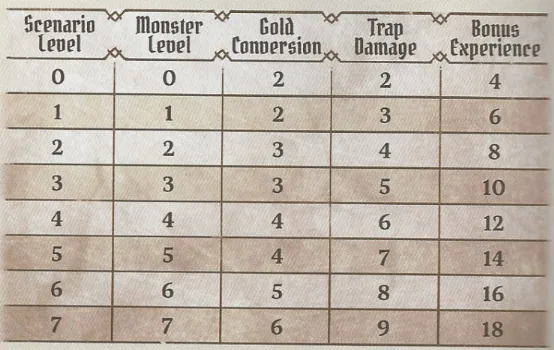 Scenario Level Monster Level Gold Conversion Trap Damage Bonus Experience
0 0 2 2 4
1 1 2 3 6
2 2 3 4 8
3 3 3 5 10
4 4 4 6 12
5 5 4 7 14
6 6 5 8 16
7 7 6 9 18